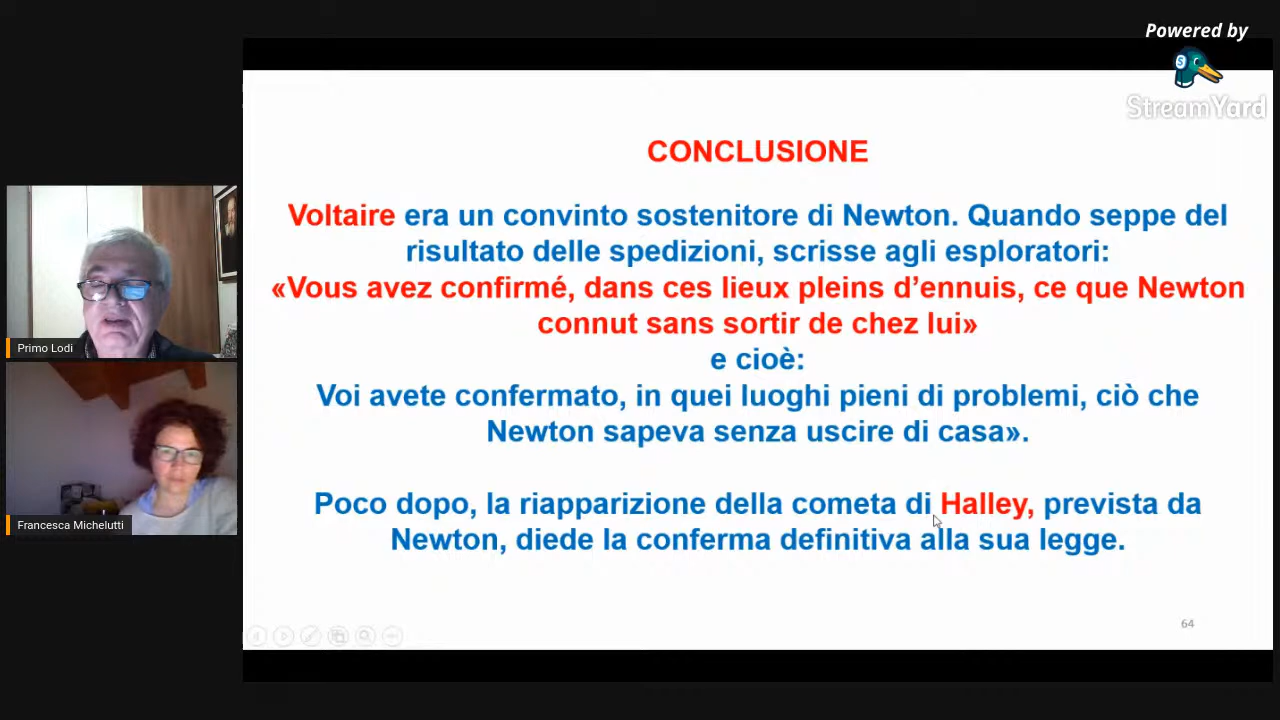 Powered by
StreamYard
CONCLUSIONE
Voltaire era un convinto sostenitore di Newton. Quando seppe del
risultato delle spedizioni, scrisse agli esploratori:
«Vous avez confirmé, dans ces lieux pleins d’ennuis, ce que Newton
connut sans sortir de chez lui»
e cioè:
Voi avete confermato, in quei luoghi pieni di problemi, ciò che
Newton sapeva senza uscire di casa».
Poco dopo, la riapparizione della cometa di Halley, prevista da
Newton, diede la conferma definitiva alla sua legge.
64
Primo Lodi
Francesca Michelutti